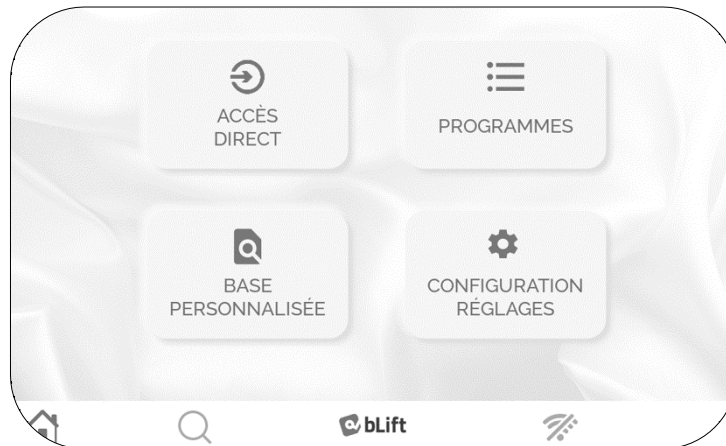 ACCÈS
DIRECT
PROGRAMMES
BASE
PERSONNALISÉE
CONFIGURATION
RÉGLAGES
bLift